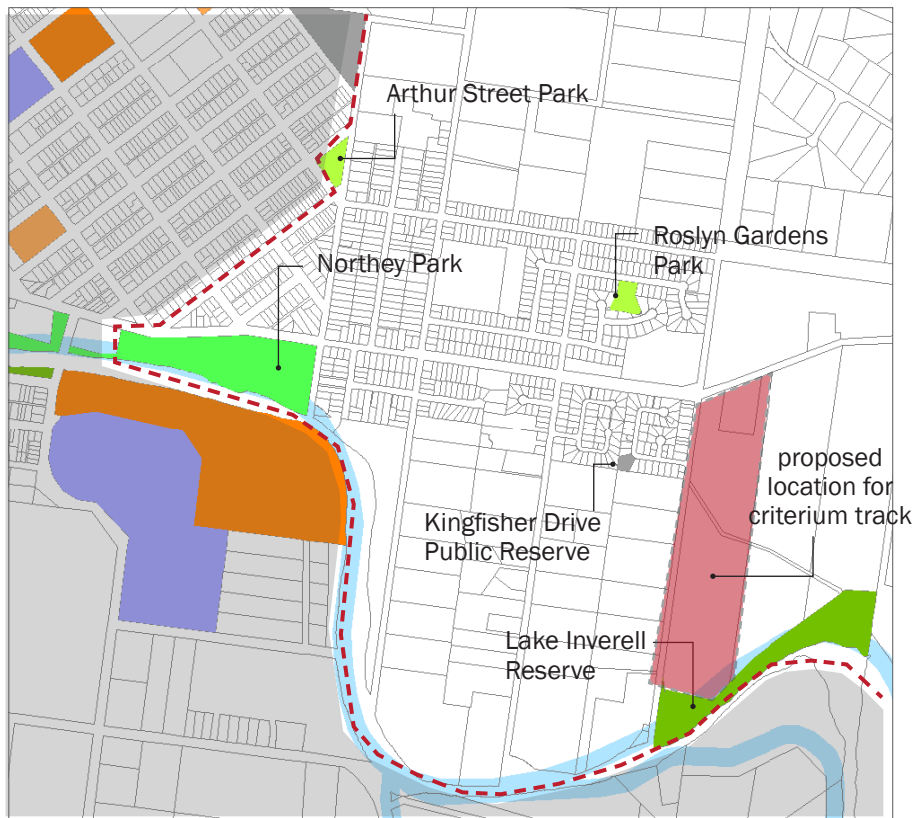 Arthur Street Park
Roslyn Gardens
Park
Northey Park
proposed
location for
criterium track
Kingfisher Drive
Public Reserve
Lake Inverell
Reserve